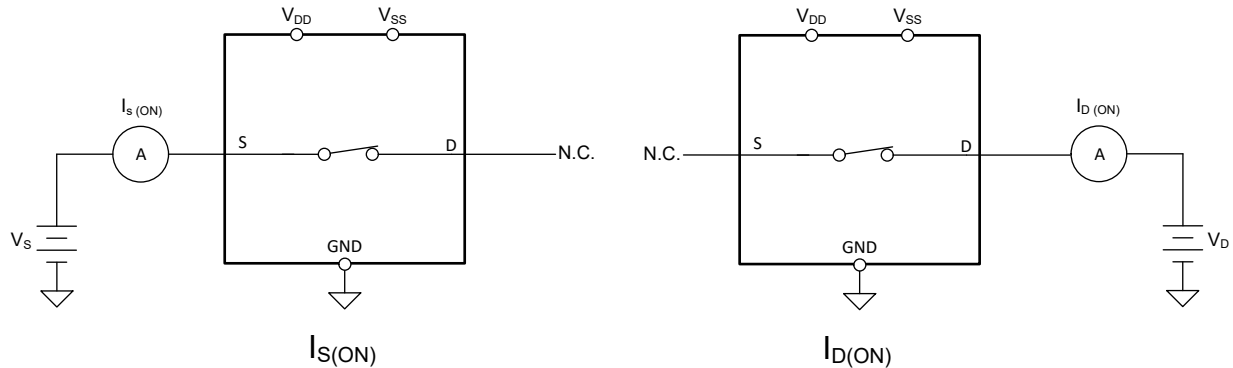 VDD VSS
Is (ON)
A
S
D
N.C.
VS
GND
IS(ON)
VDD VSS
ID (ON)
N.C.
S
D
A
GND
VD
ID(ON)